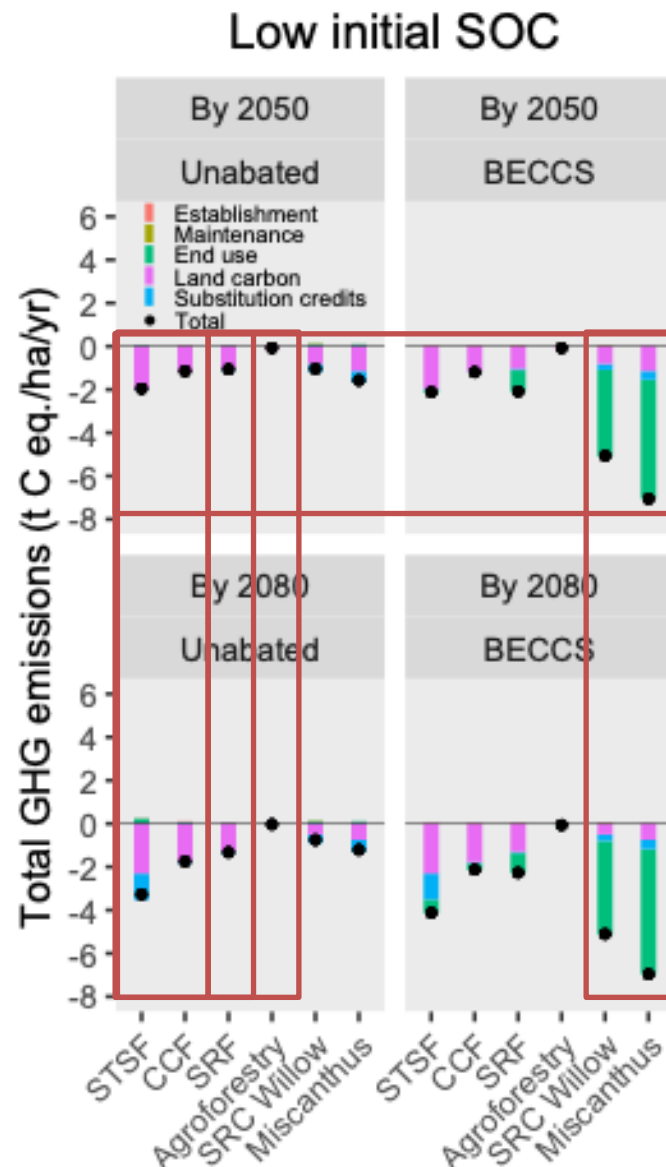 Low initial SOC
By 2050 By 2050
Unabated BECCS
Establishment
Maintenance
End use
Land carbon
Substitution credits
Total
6
4
2
0
-2
-4
-6
-8
Total GHG emissions (t C eq./ha/yr)
By 2080 By 2080
Unabated BECCS
6
4
2
0
-2
-4
-6
-8
STSF CCF SRF Agroforestry SRC Willow Miscanthus STSF CCF SRF Agroforestry SRC Willow Miscanthus